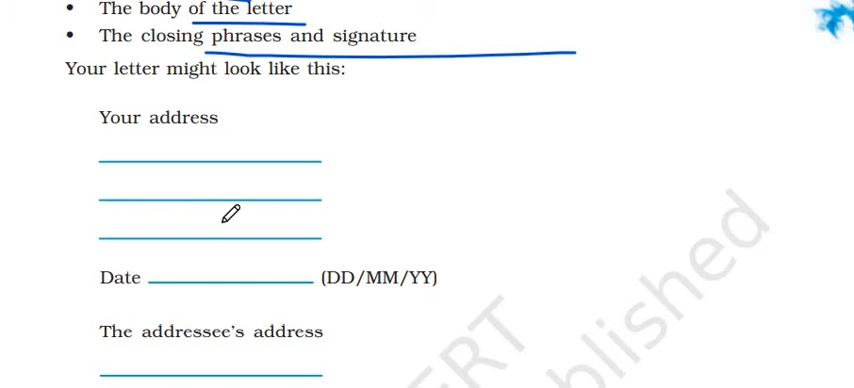 • The body of the letter
• The closing phrases and signature
Your letter might look like this:
Your address
Date (DD/MM/YY)
The addressee's address